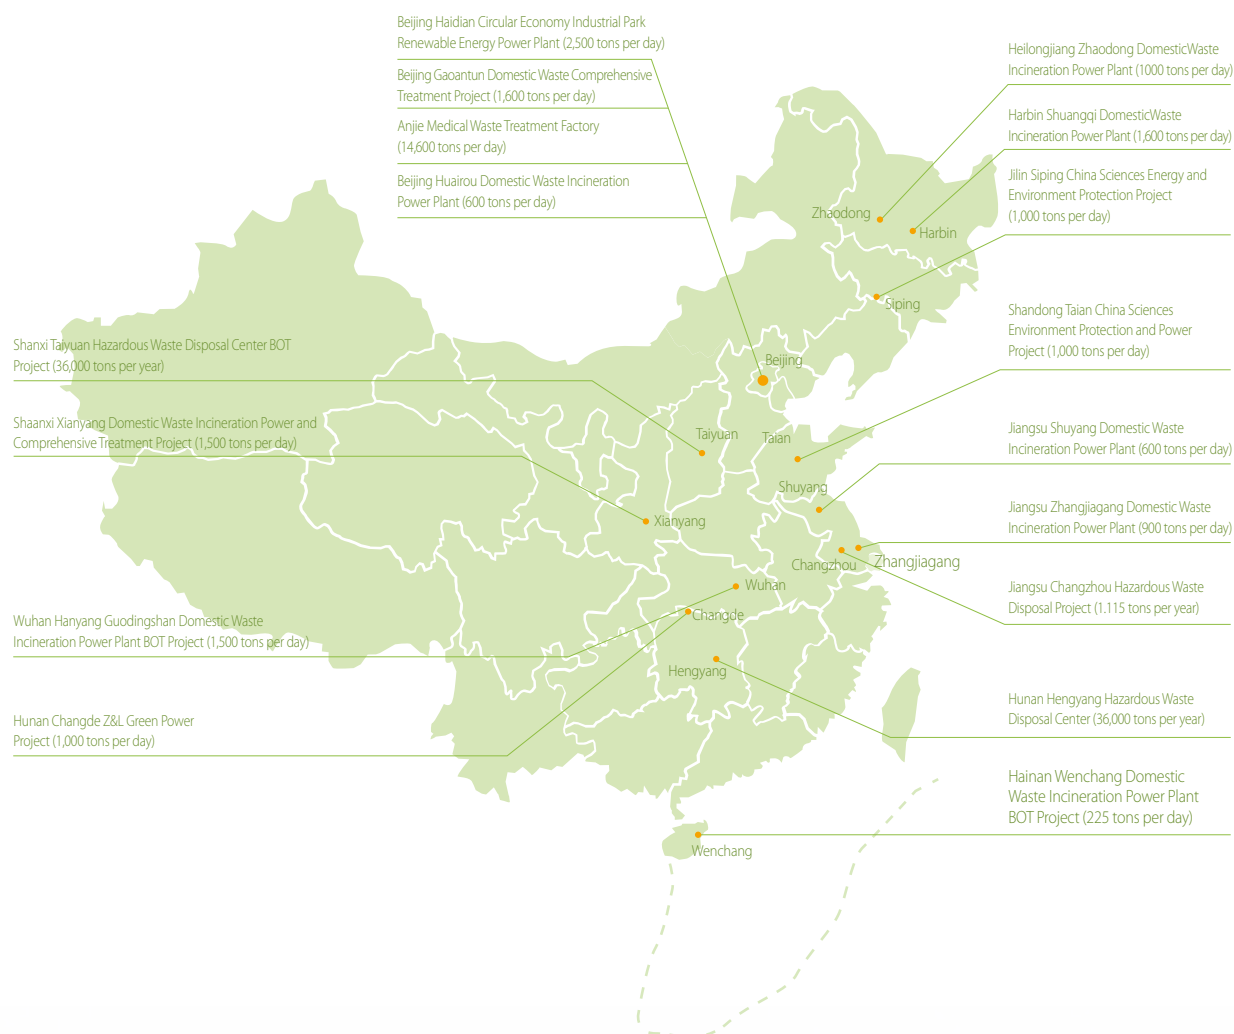 Beijing Haidian Circular Economy Industrial Park
Renewable Energy Power Plant (2,500 tons per day)
Beijing Gaoantun Domestic Waste Comprehensive
Treatment Project (1,600 tons per day)
Anjie Medical Waste Treatment Factory
(14,600 tons per day)
Beijing Huairou Domestic Waste Incineration
Power Plant (600 tons per day)
Heilongjiang Zhaodong DomesticWaste
Incineration Power Plant (1000 tons per day)
Harbin Shuangqi DomesticWaste
Incineration Power Plant (1,600 tons per day)
Jilin Siping China Sciences Energy and
Environment Protection Project
(1,000 tons per day)
Zhaodong
Harbin
Siping
Shandong Taian China Sciences
Environment Protection and Power
Project (1,000 tons per day)
Shanxi Taiyuan Hazardous Waste Disposal Center BOT
Project (36,000 tons per year)
Beijing
Shaanxi Xianyang Domestic Waste Incineration Power and
Comprehensive Treatment Project (1,500 tons per day)
Taiyuan
Taian
Jiangsu Shuyang Domestic Waste
Incineration Power Plant (600 tons per day)
Shuyang
Xianyang
Jiangsu Zhangjiagang Domestic Waste
Incineration Power Plant (900 tons per day)
Changzhou
Zhangjiagang
Wuhan
Changde
Jiangsu Changzhou Hazardous Waste
Disposal Project (1.115 tons per year)
Wuhan Hanyang Guodingshan Domestic Waste
Incineration Power Plant BOT Project (1,500 tons per day)
Hengyang
Hunan Hengyang Hazardous Waste
Disposal Center (36,000 tons per year)
Hunan Changde Z&L Green Power
Project (1,000 tons per day)
Hainan Wenchang Domestic
Waste Incineration Power Plant
BOT Project (225 tons per day)
Wenchang